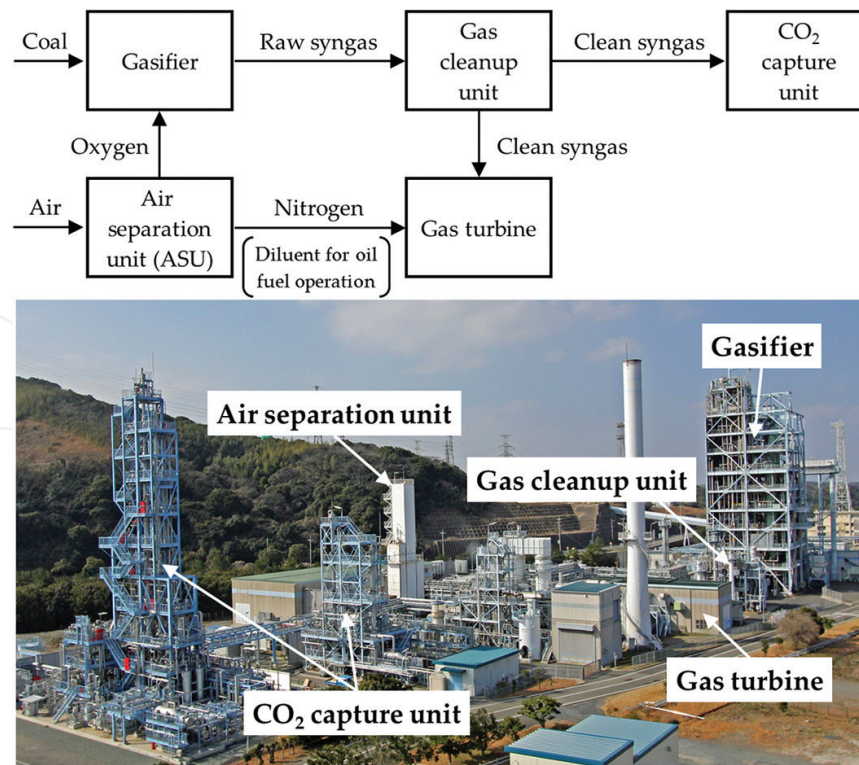 Coal
Gasifier
Raw syngas
Gas
cleanup
unit
Clean syngas
CO₂
capture
unit
Oxygen
Clean syngas
Air
Air
separation
unit (ASU)
Nitrogen
Diluent for oil
fuel operation
Gas turbine
Gasifier
Air separation unit
Gas cleanup unit
Gas turbine
CO₂ capture unit